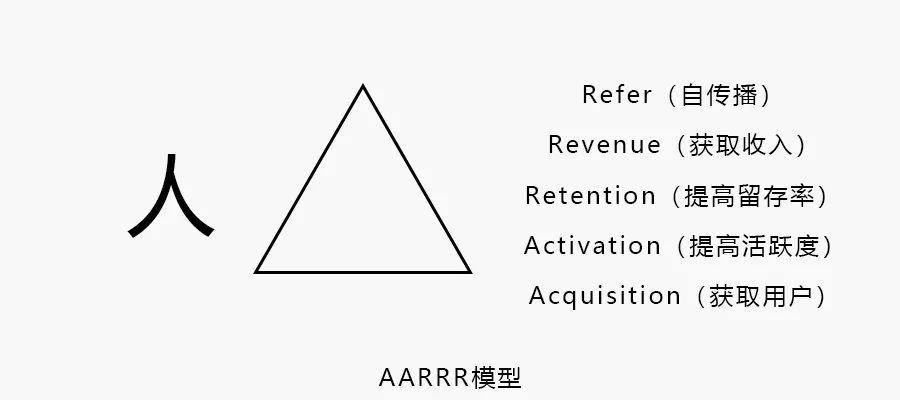 人
Refer（自传播）
Revenue（获取收入）
Retention（提高留存率）
Activation（提高活跃度）
Acquisition（获取用户）
AARRR模型